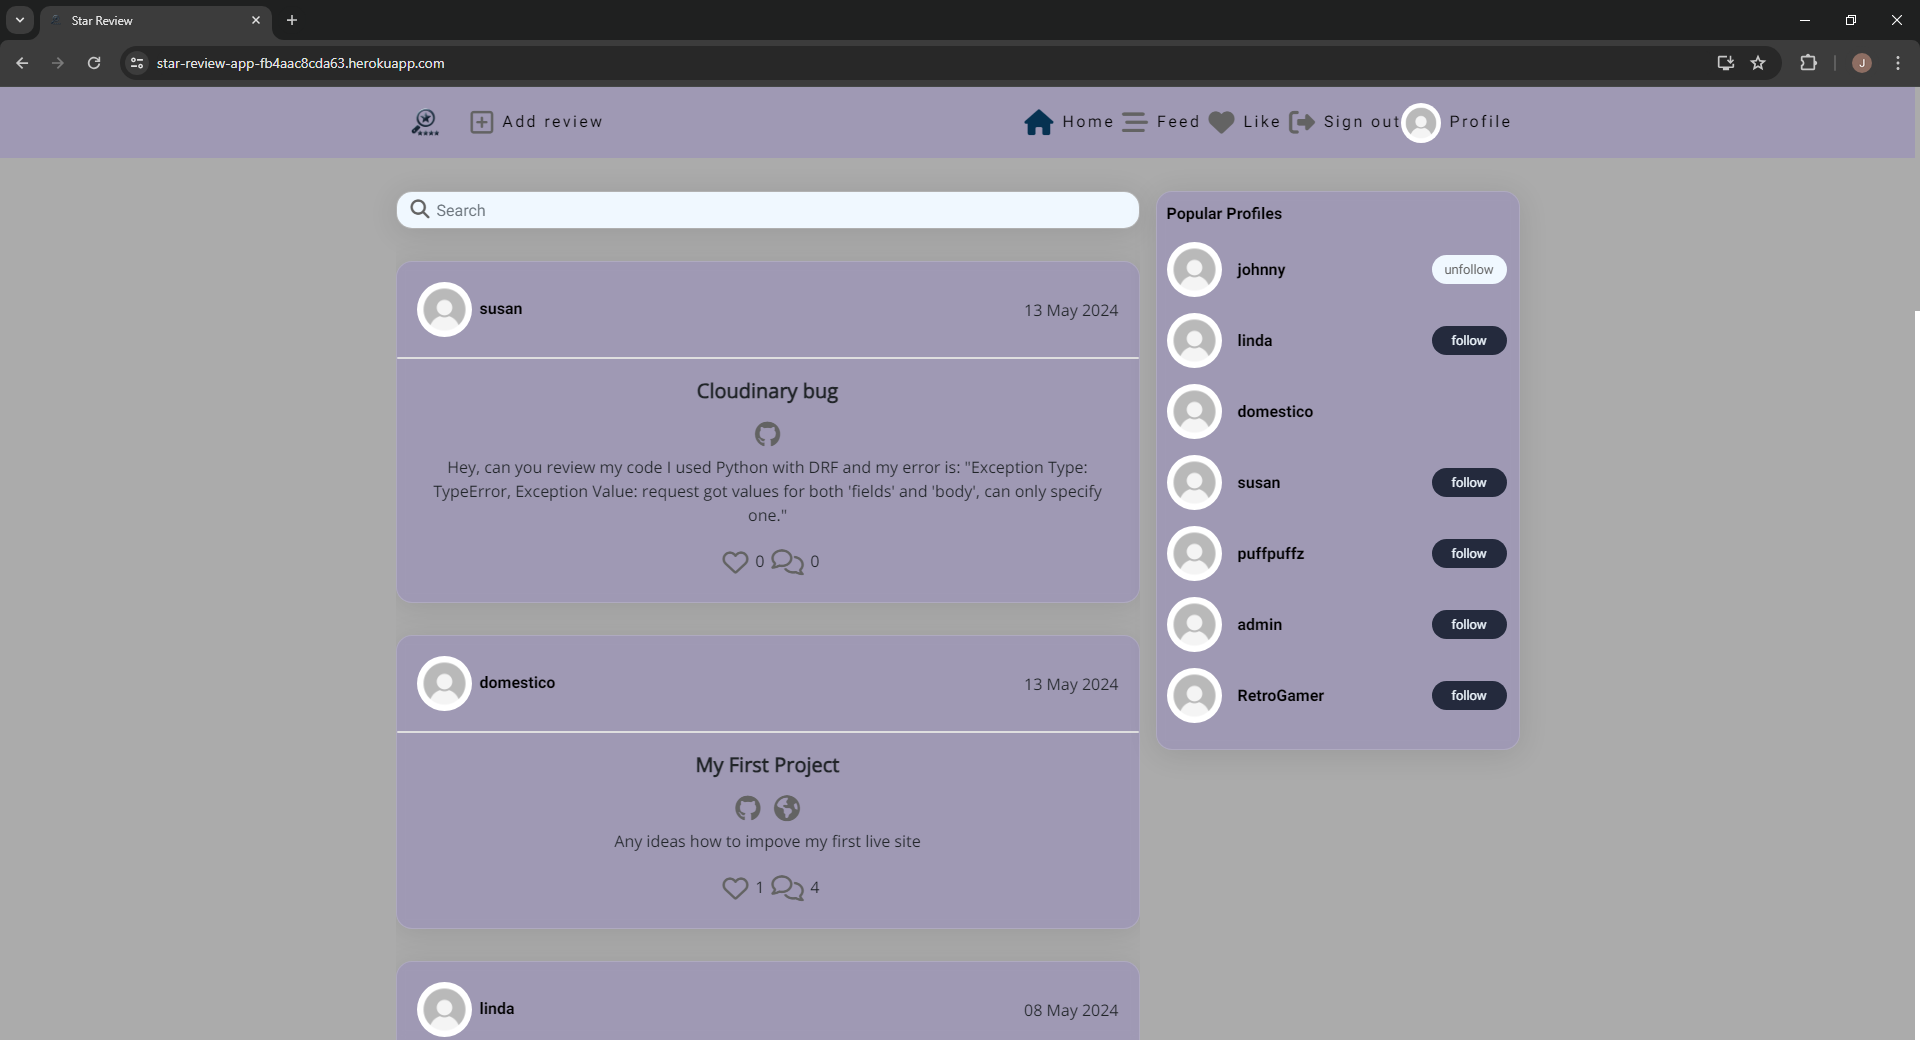 Star Review
star-review-app-fb4aac8cda63.herokuapp.com
J
Add review
Home
Feed
Like
Sign out
Profile
Search
susan
13 May 2024
Cloudinary bug
Hey, can you review my code I used Python with DRF and my error is: "Exception Type:
TypeError, Exception Value: request got values for both 'fields' and 'body', can only specify
one."
0
0
domestico
13 May 2024
My First Project
Any ideas how to impove my first live site
1
4
linda
08 May 2024
Popular Profiles
johnny
unfollow
linda
follow
domestico
susan
follow
puffpuffz
follow
admin
follow
RetroGamer
follow